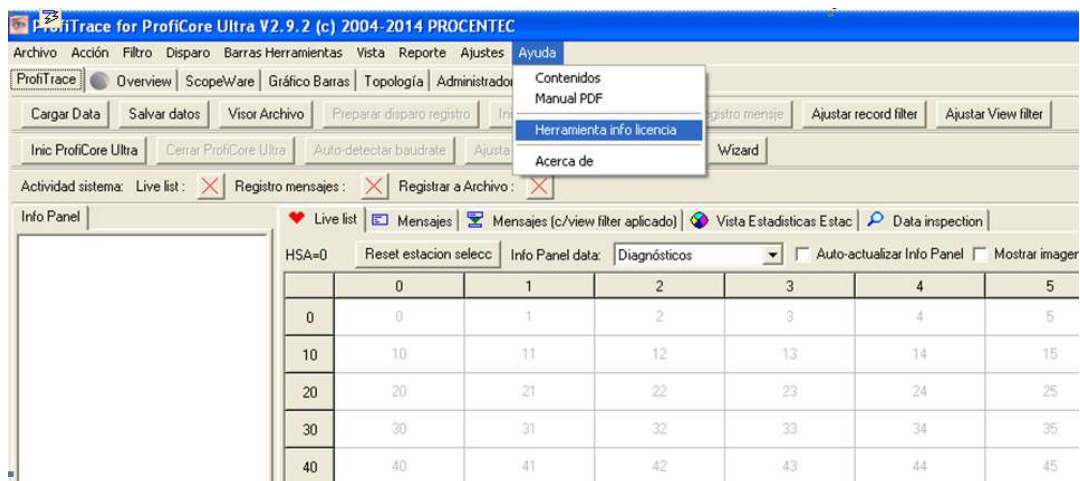 ProfiTrace for ProfiCore Ultra V2.9.2 (c) 2004-2014 PROCENTEC
Archivo Acción Filtro Disparo Barras Herramientas Vista Reporte Ajustes Ayuda
ProfiTrace Overview ScopeWare Gráfico Barras Topología Administrador
Contenidos
Manual PDF
Herramienta info licencia
Acerca de
Cargar Data Salvar datos Visor Archivo Preparar disparo registro mensje Ajustar record filter Ajustar View filter
Inic ProfiCore Ultra Cerrar ProfiCore Ultra Auto-detectar baudrate Ajusta Wizard
Actividad sistema: Live list : Registro mensajes : Registrar a Archivo :
Info Panel Live list Mensajes Mensajes (c/view filter aplicado) Vista Estadisticas Estac Data inspection
HSA=0 Reset estacion selecc Info Panel data: Diagnósticos Auto-actualizar Info Panel Mostrar imager
0 1 2 3 4 5
0 0 1 2 3 4 5
10 10 11 12 13 14 15
20 20 21 22 23 24 25
30 30 31 32 33 34 35
40 40 41 42 43 44 45